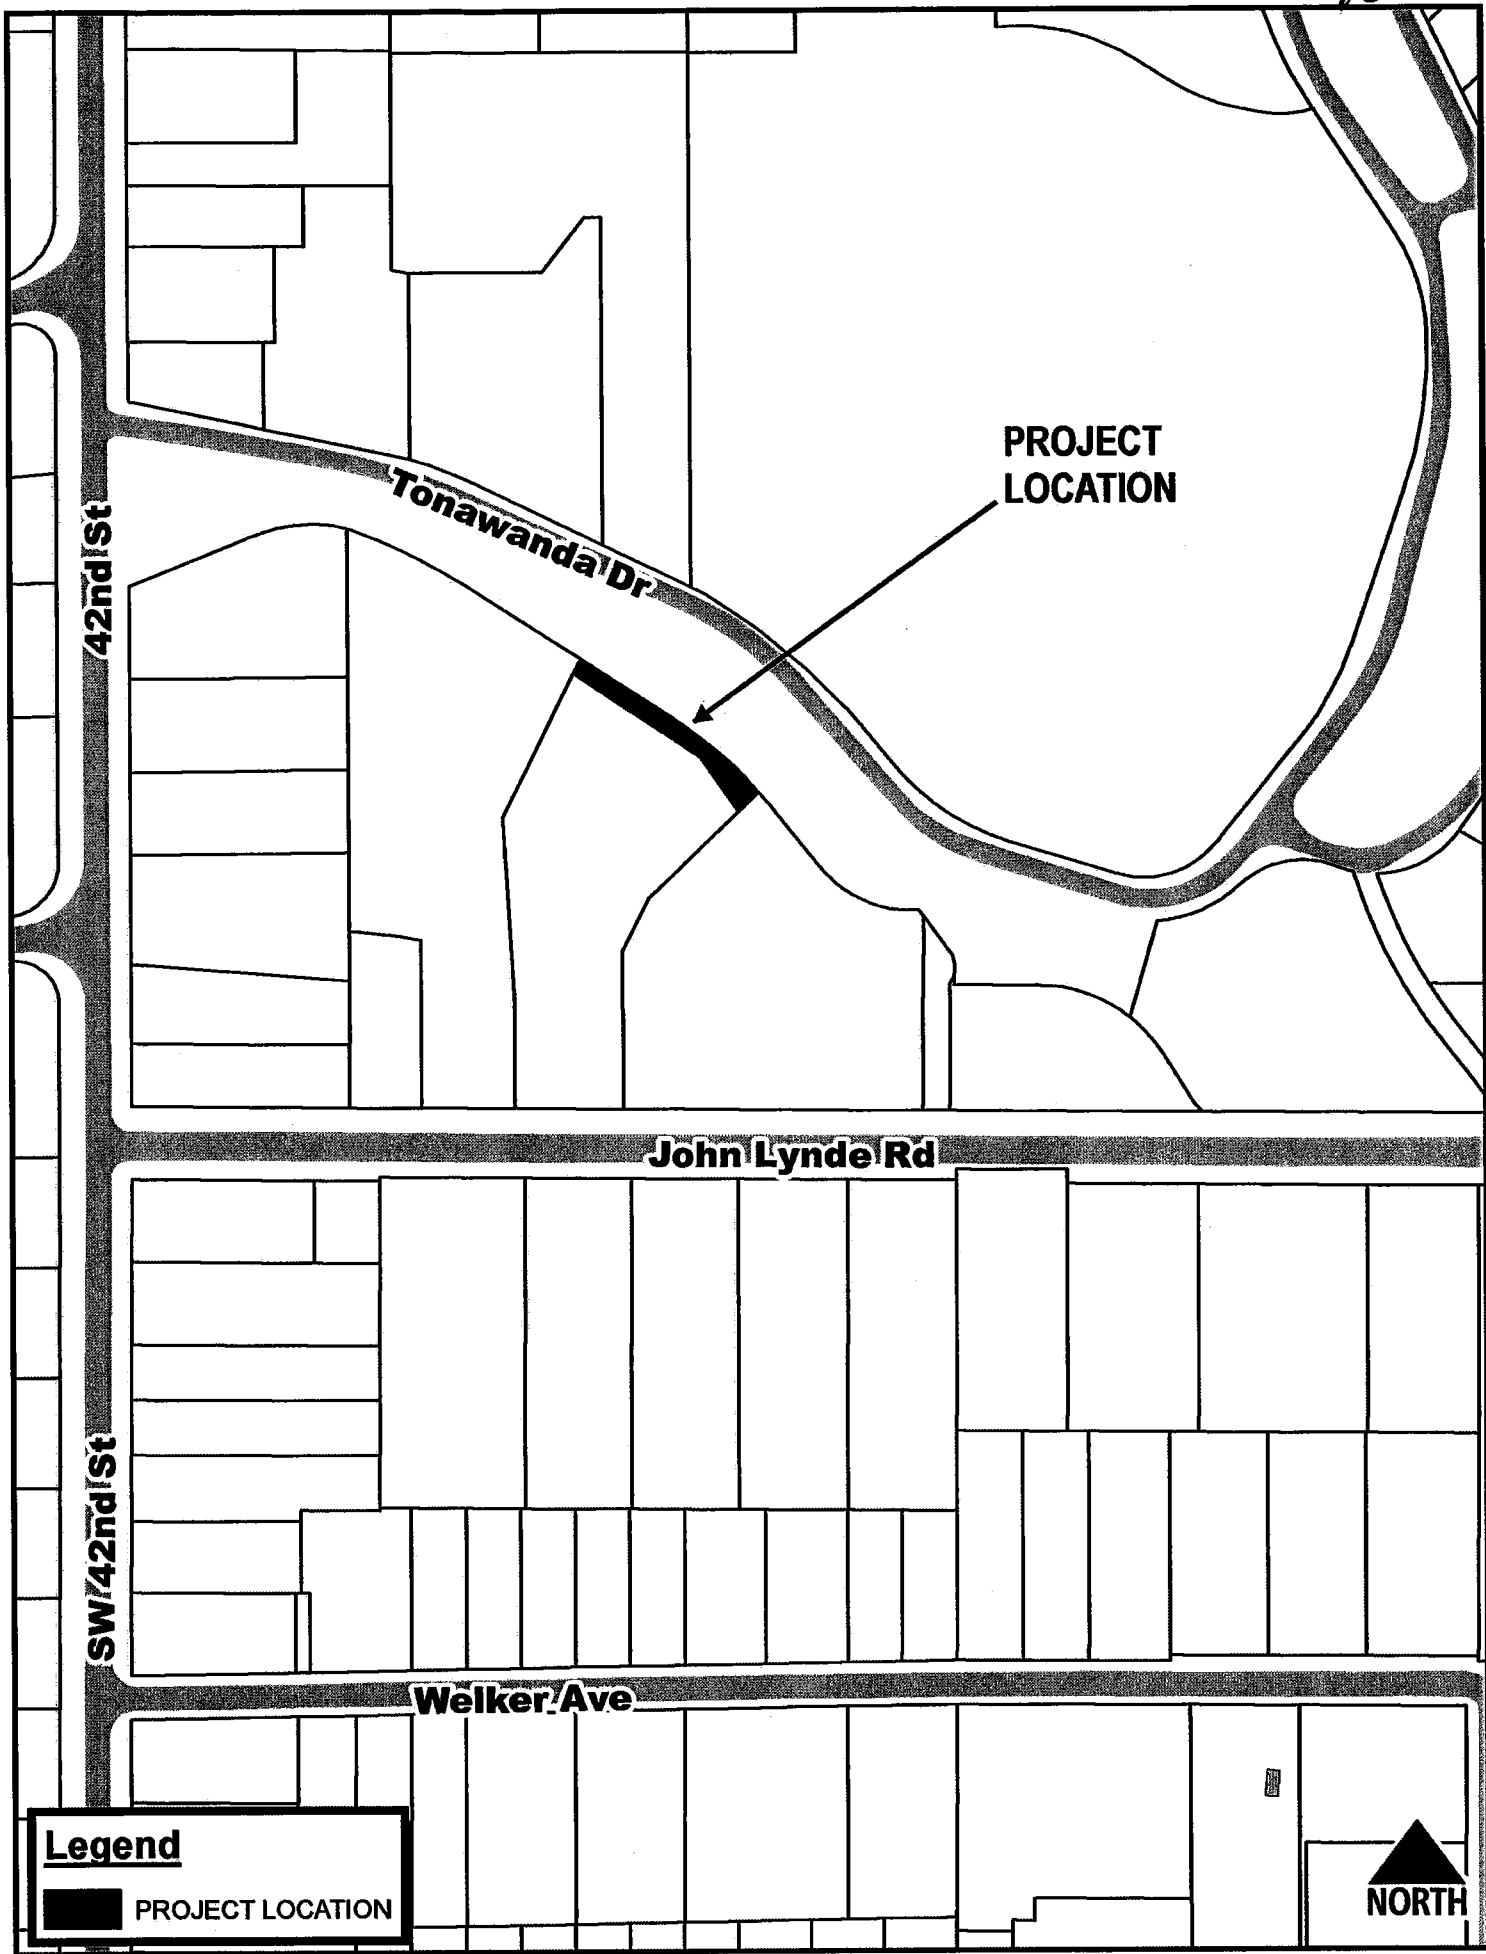 PROJECT
LOCATION
Tonawanda Dr
42nd St
John Lynde Rd
SW 42nd St
Welker Ave
Legend
PROJECT LOCATION
NORTH